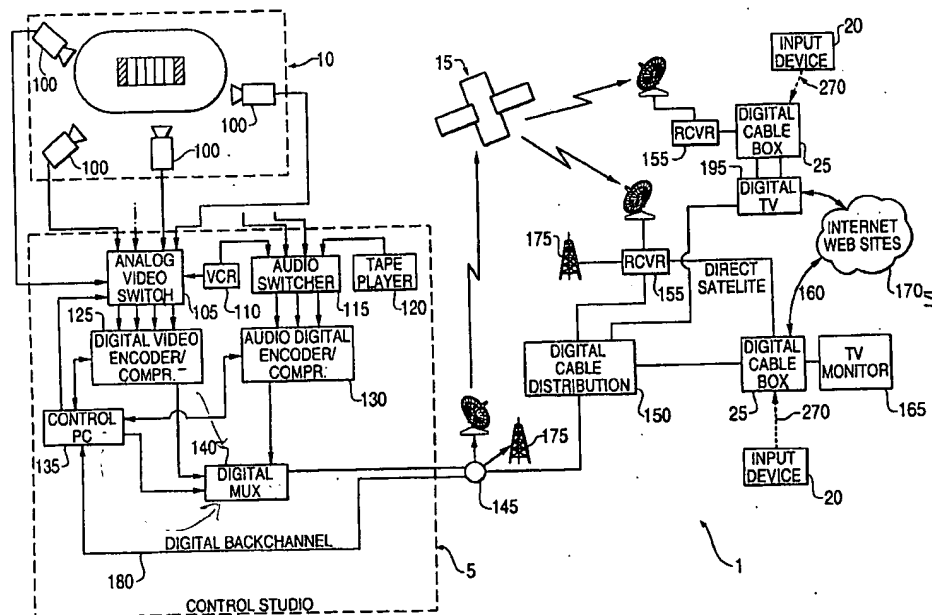 100
100
100
100
10
15
20
INPUT
DEVICE
270
RCVR
155
DIGITAL
CABLE
BOX
25
195
DIGITAL
TV
INTERNET
WEB SITES
170
175
RCVR
155
DIRECT
SATELITE
160
ANALOG
VIDEO
SWITCH
105
VCR
110
AUDIO
SWITCHER
115
TAPE
PLAYER
120
125
DIGITAL VIDEO
ENCODER/
COMPR.
AUDIO DIGITAL
ENCODER/
COMPR.
130
CONTROL
PC
135
140
DIGITAL
MUX
DIGITAL BACKCHANNEL
180
CONTROL STUDIO
5
175
145
DIGITAL
CABLE
DISTRIBUTION
150
DIGITAL
CABLE
BOX
25
TV
MONITOR
165
270
INPUT
DEVICE
20
1